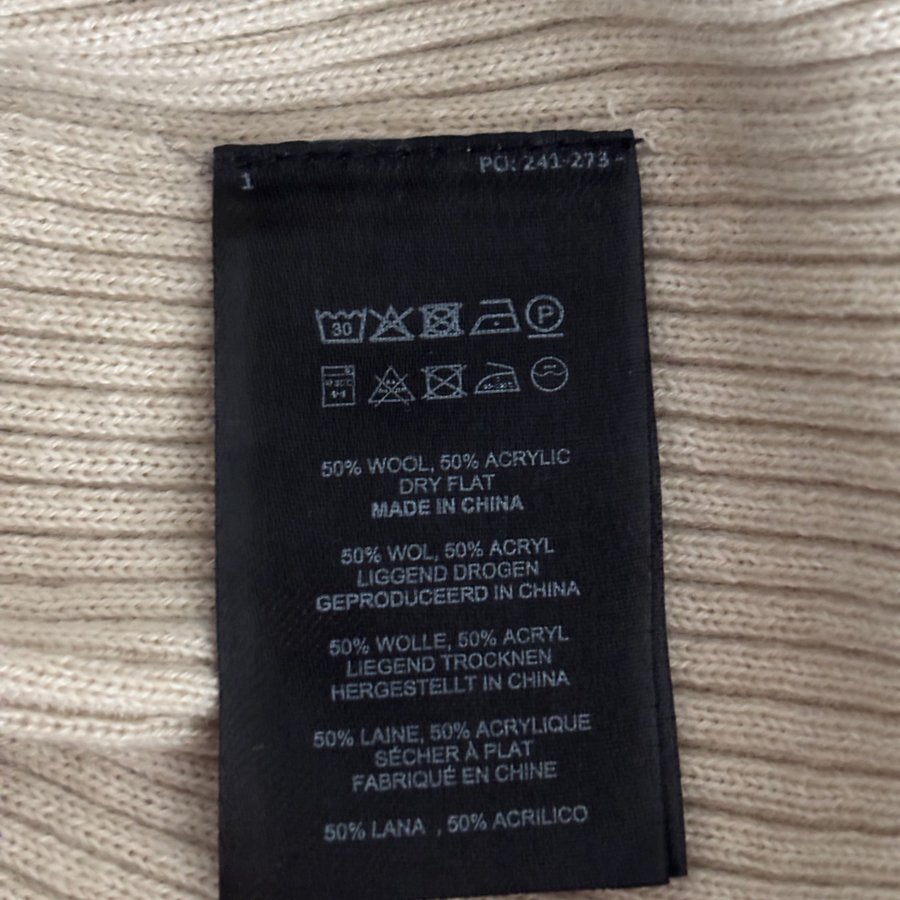 1
PO: 241-273 -
30
P
50% WOOL, 50% ACRYLIC
DRY FLAT
MADE IN CHINA
50% WOL, 50% ACRYL
LIGGEND DROGEN
GEPRODUCEERD IN CHINA
50% WOLLE, 50% ACRYL
LIEGEND TROCKNEN
HERGESTELLT IN CHINA
50% LAINE, 50% ACRYLIQUE
SÉCHER À PLAT
FABRIQUÉ EN CHINE
50% LANA , 50% ACRILICO